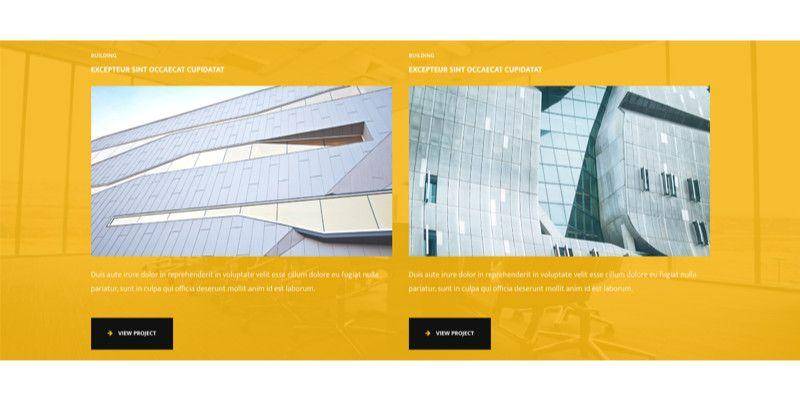 BUILDING
EXCEPTEUR SINT OCCAECAT CUPIDATAT
Duis aute irure dolor in reprehenderit in voluptate velit esse cillum dolore eu fugiat nulla
pariatur, sunt in culpa qui officia deserunt mollit anim id est laborum.
VIEW PROJECT
BUILDING
EXCEPTEUR SINT OCCAECAT CUPIDATAT
Duis aute irure dolor in reprehenderit in voluptate velit esse cillum dolore eu fugiat nulla
pariatur, sunt in culpa qui officia deserunt mollit anim id est laborum.
VIEW PROJECT